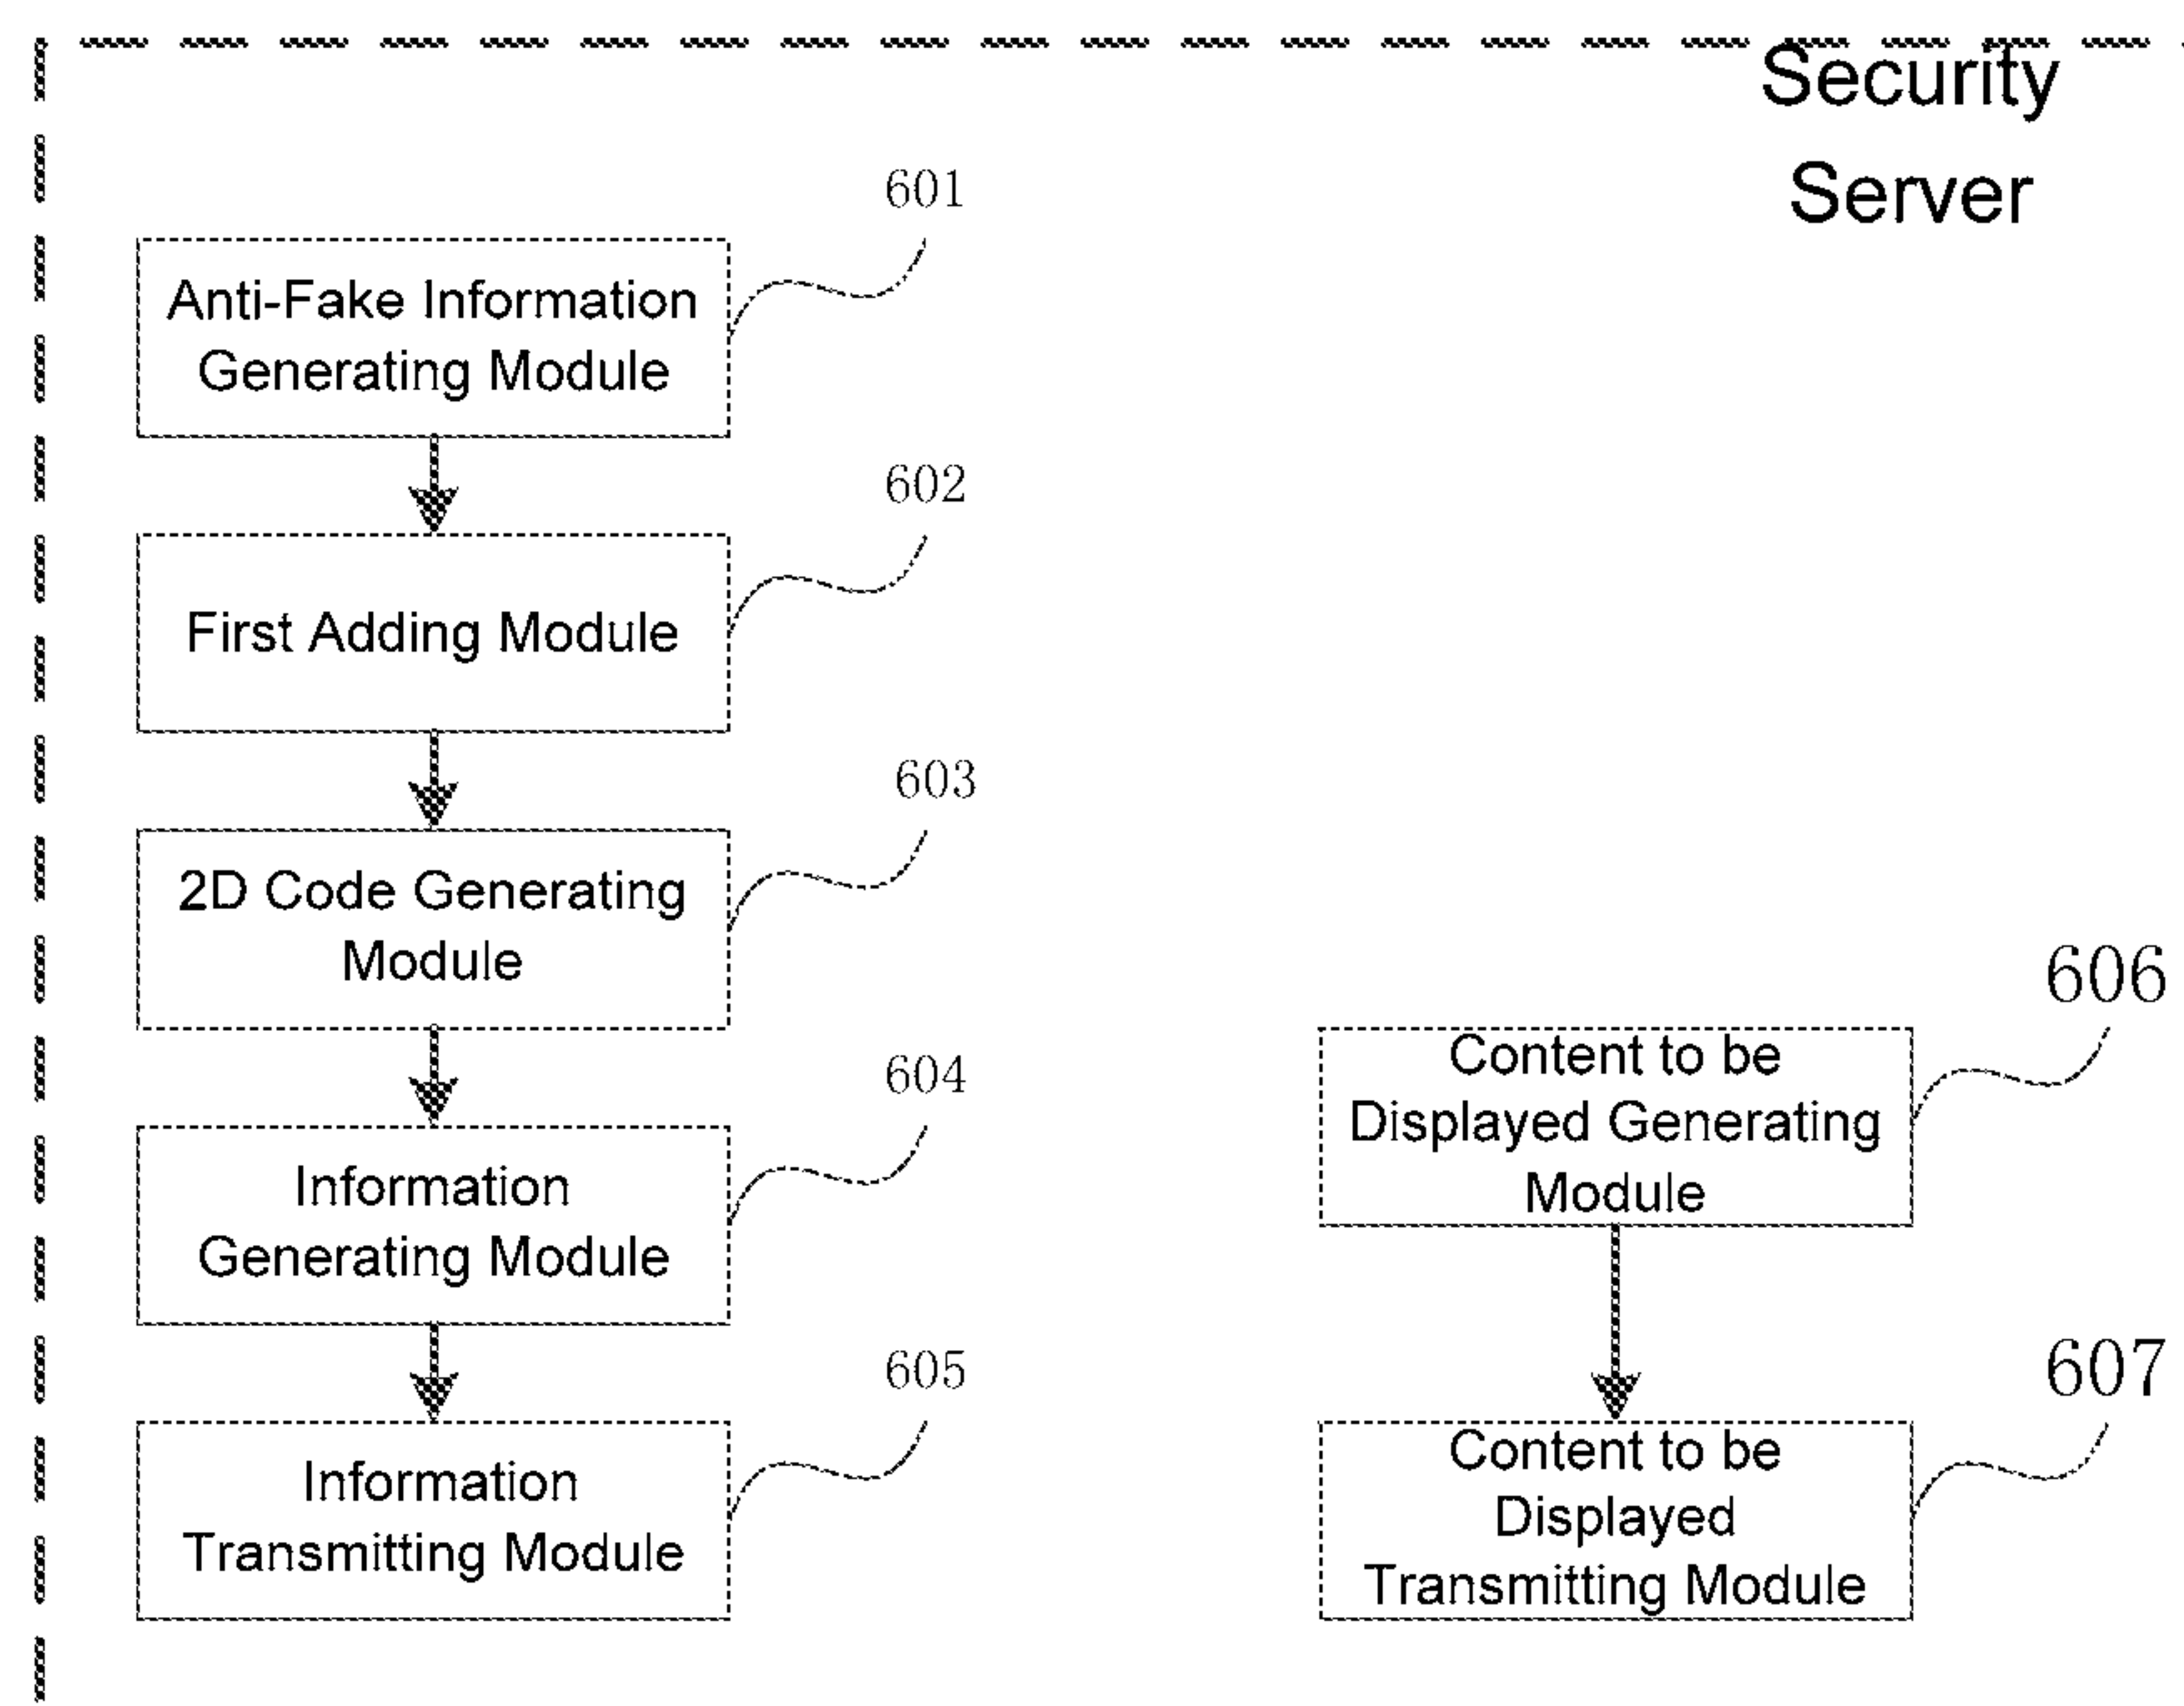 Security
Server
601
Anti-Fake Information
Generating Module
602
First Adding Module
603
2D Code Generating
Module
604
Information
Generating Module
605
Information
Transmitting Module
606
Content to be
Displayed Generating
Module
607
Content to be
Displayed
Transmitting Module